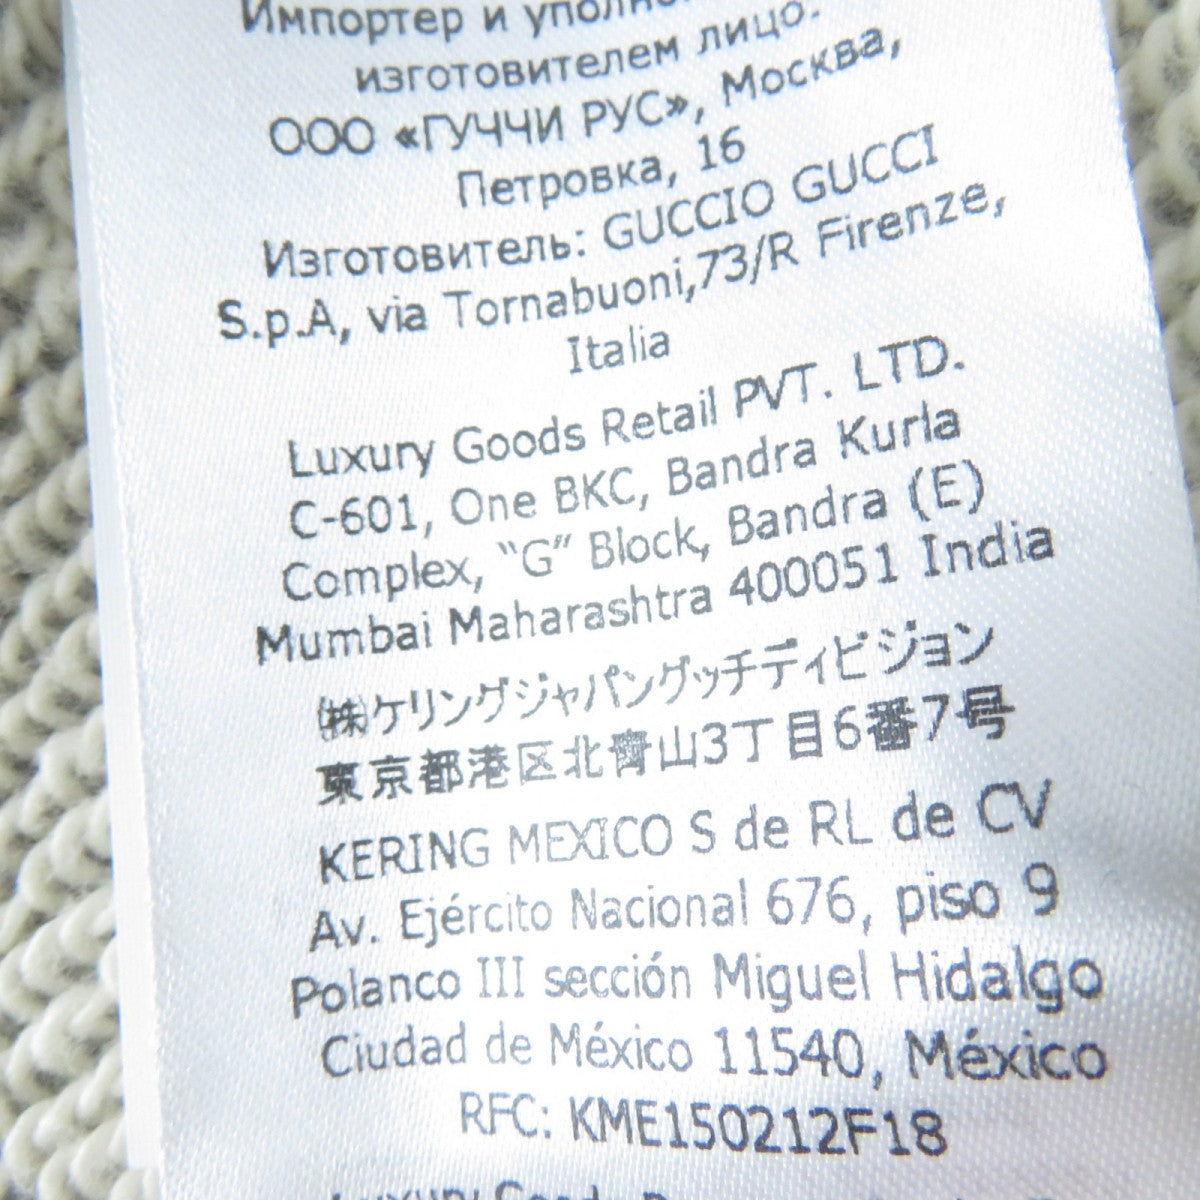 Импортер и
изготовителем лицо:
ООО «ГУЧЧИ РУС», Москва,
Петровка, 16
Изготовитель: GUCCIO GUCCI
S.p.A, via Tornabuoni,73/R Firenze,
Italia
Luxury Goods Retail PVT. LTD.
C-601, One BKC, Bandra Kurla
Complex, “G” Block, Bandra (E)
Mumbai Maharashtra 400051 India
㈱ケリングジャパングッチディビジョン
東京都港区北青山3丁目6番7号
KERING MEXICO S de RL de CV
Av. Ejército Nacional 676, piso 9
Polanco III sección Miguel Hidalgo
Ciudad de México 11540, México
RFC: KME150212F18